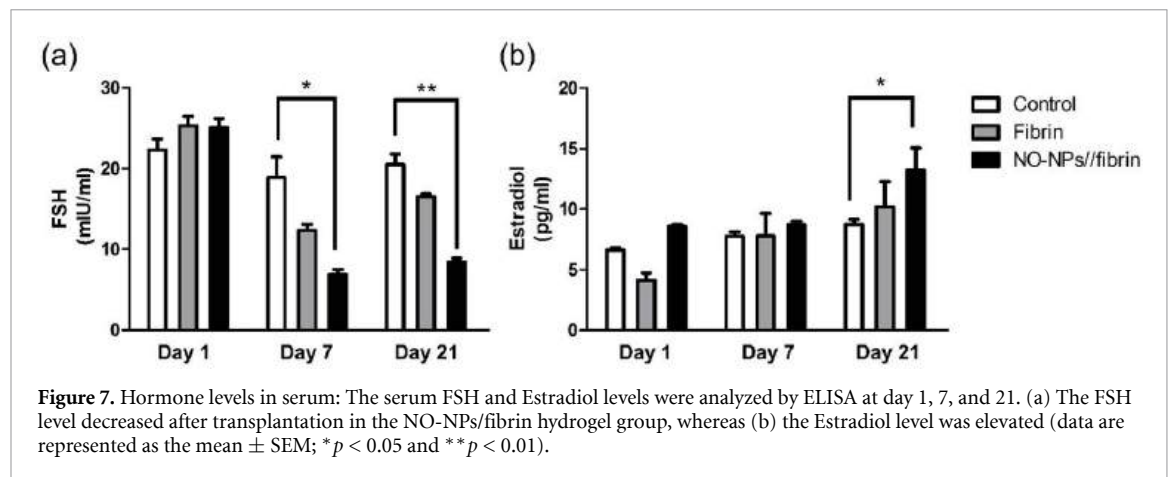 (a)
30
20
10
0
FSH
(mIU/ml)
*
**
Day 1 Day 7 Day 21
(b)
20
15
10
5
0
Estradiol
(pg/ml)
*
Day 1 Day 7 Day 21
Control
Fibrin
NO-NPs//fibrin
Figure 7. Hormone levels in serum: The serum FSH and Estradiol levels were analyzed by ELISA at day 1, 7, and 21. (a) The FSH
level decreased after transplantation in the NO-NPs/fibrin hydrogel group, whereas (b) the Estradiol level was elevated (data are
represented as the mean ± SEM; *p < 0.05 and **p < 0.01).